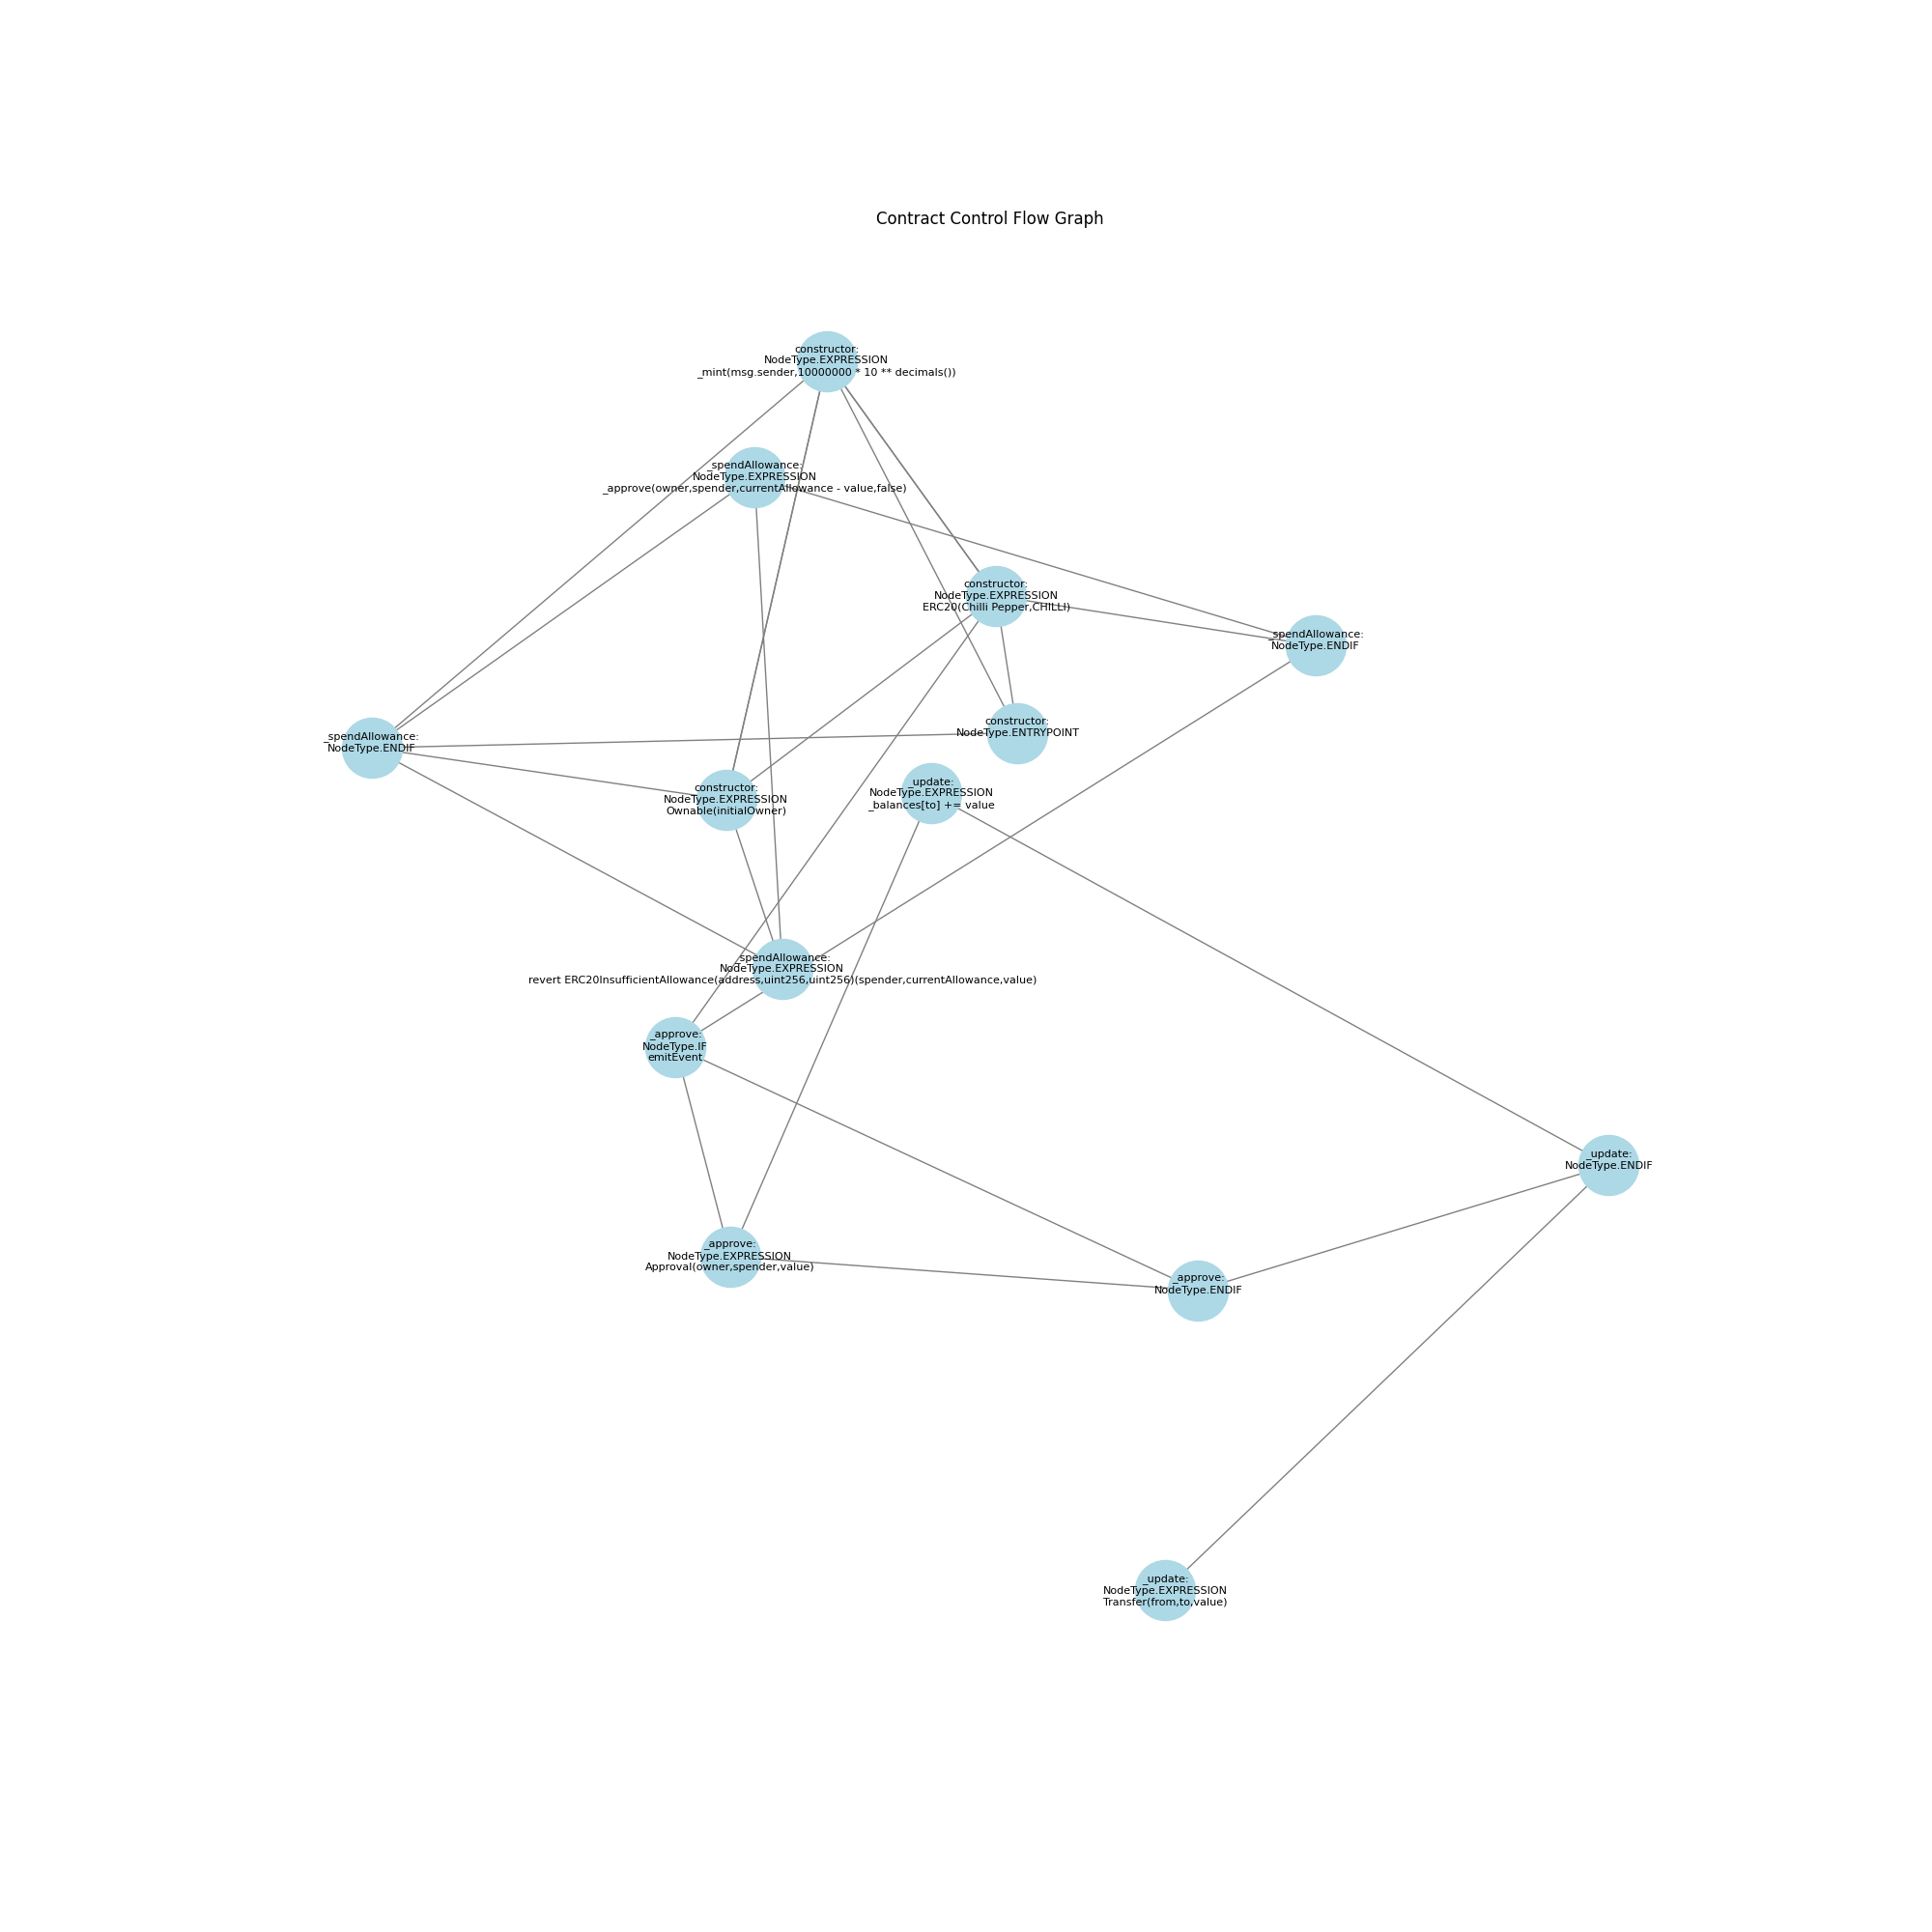 Contract Control Flow Graph
constructor:
NodeType.EXPRESSION
_mint(msg.sender,10000000 * 10 ** decimals())
_spendAllowance:
NodeType.EXPRESSION
_approve(owner,spender,currentAllowance - value,false)
constructor:
NodeType.EXPRESSION
ERC20(Chilli Pepper,CHILLI)
_spendAllowance:
NodeType.ENDIF
constructor:
NodeType.ENTRYPOINT
_spendAllowance:
NodeType.ENDIF
_update:
NodeType.EXPRESSION
_balances[to] += value
constructor:
NodeType.EXPRESSION
Ownable(initialOwner)
_spendAllowance:
NodeType.EXPRESSION
revert ERC20InsufficientAllowance(address,uint256,uint256)(spender,currentAllowance,value)
_approve:
NodeType.IF
emitEvent
_update:
NodeType.ENDIF
_approve:
NodeType.EXPRESSION
Approval(owner,spender,value)
_approve:
NodeType.ENDIF
_update:
NodeType.EXPRESSION
Transfer(from,to,value)